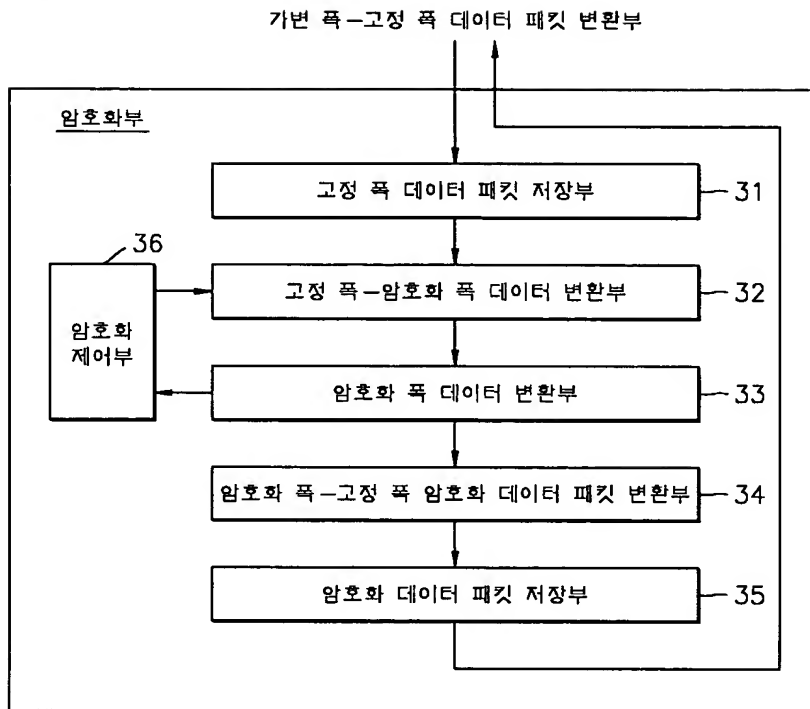 가변 폭–고정 폭 데이터 패킷 변환부
암호화부
고정 폭 데이터 패킷 저장부
31
36
고정 폭–암호화 폭 데이터 변환부
32
암호화
제어부
암호화 폭 데이터 변환부
33
암호화 폭–고정 폭 암호화 데이터 패킷 변환부
34
암호화 데이터 패킷 저장부
35